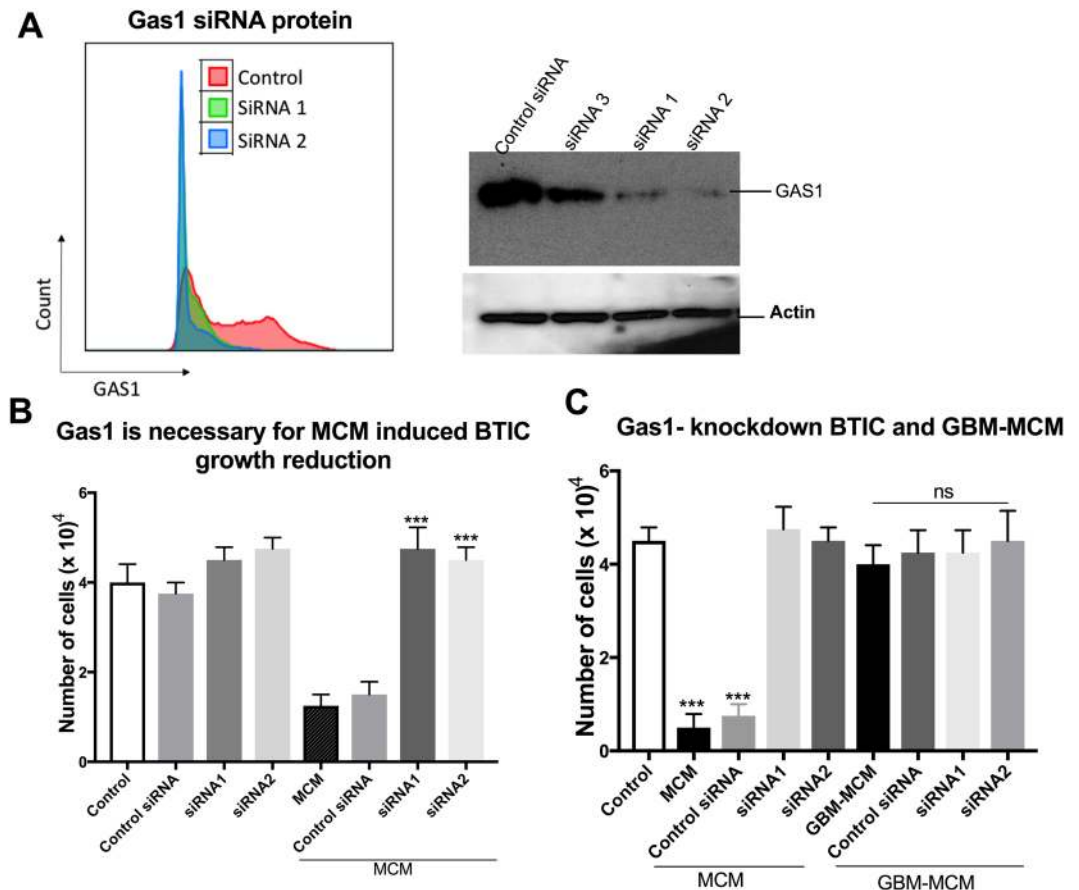 A
Gas1 siRNA protein
Control
SiRNA 1
SiRNA 2
Count
GAS1
Control siRNA
siRNA 3
siRNA 1
siRNA 2
GAS1
Actin
B
Gas1 is necessary for MCM induced BTIC
growth reduction
Number of cells (x 10)4
6
4
2
0
*** ***
Control
Control siRNA
siRNA1
siRNA2
MCM
Control siRNA
siRNA1
siRNA2
MCM
C
Gas1- knockdown BTIC and GBM-MCM
Number of cells (x 10)4
6
4
2
0
ns
*** ***
Control
MCM
Control siRNA
siRNA1
siRNA2
GBM-MCM
Control siRNA
siRNA1
siRNA2
MCM
GBM-MCM